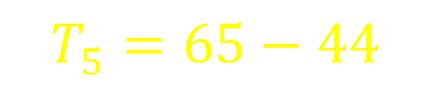 T₅ = 65 − 44